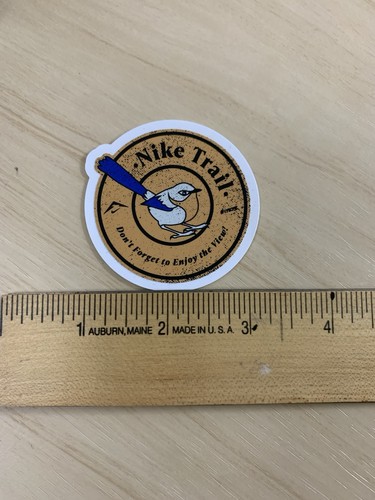 ·Nike Trail·
Don't Forget to Enjoy the View!
1 AUBURN, MAINE 2 MADE IN U.S.A 3 4